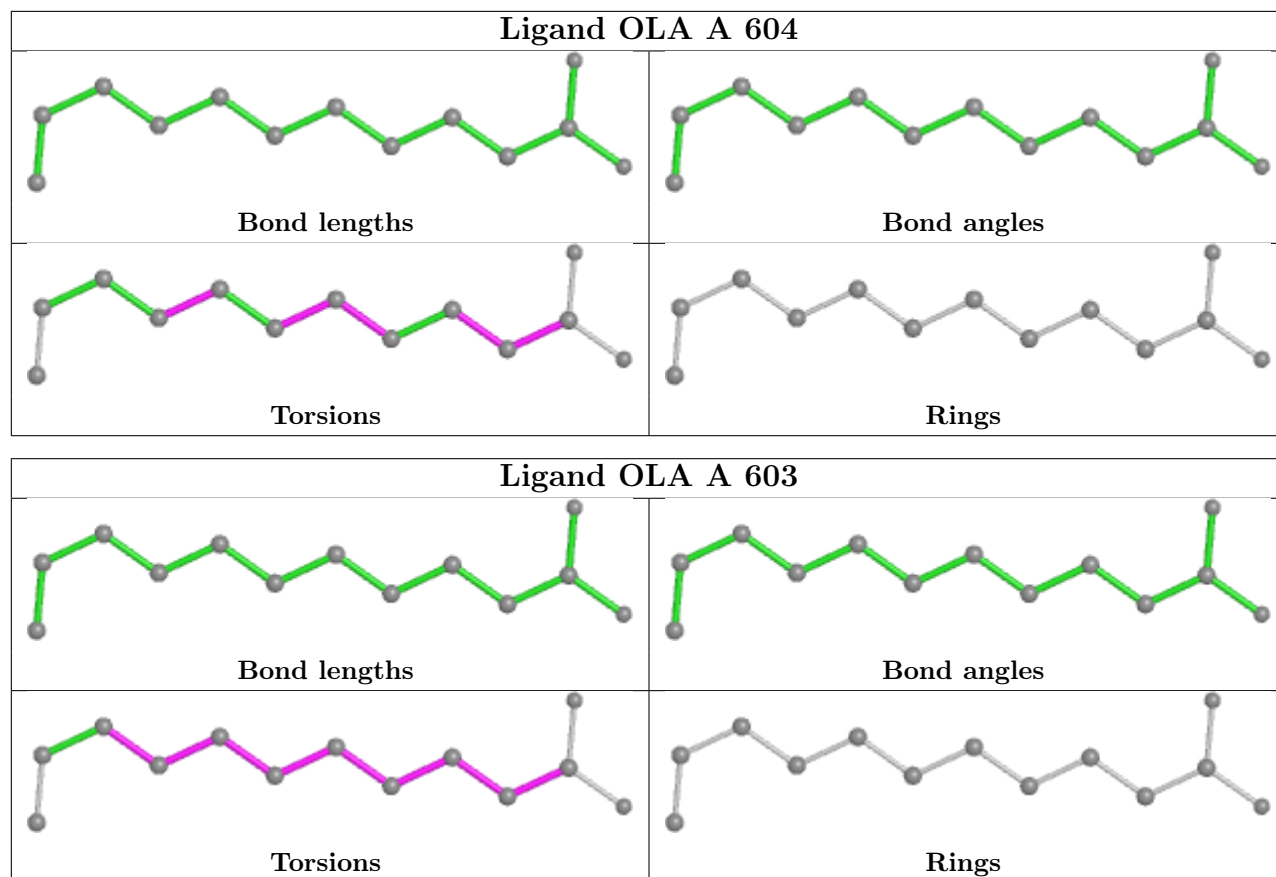 Ligand OLA A 604
Bond lengths
Bond angles
Torsions
Rings
Ligand OLA A 603
Bond lengths
Bond angles
Torsions
Rings